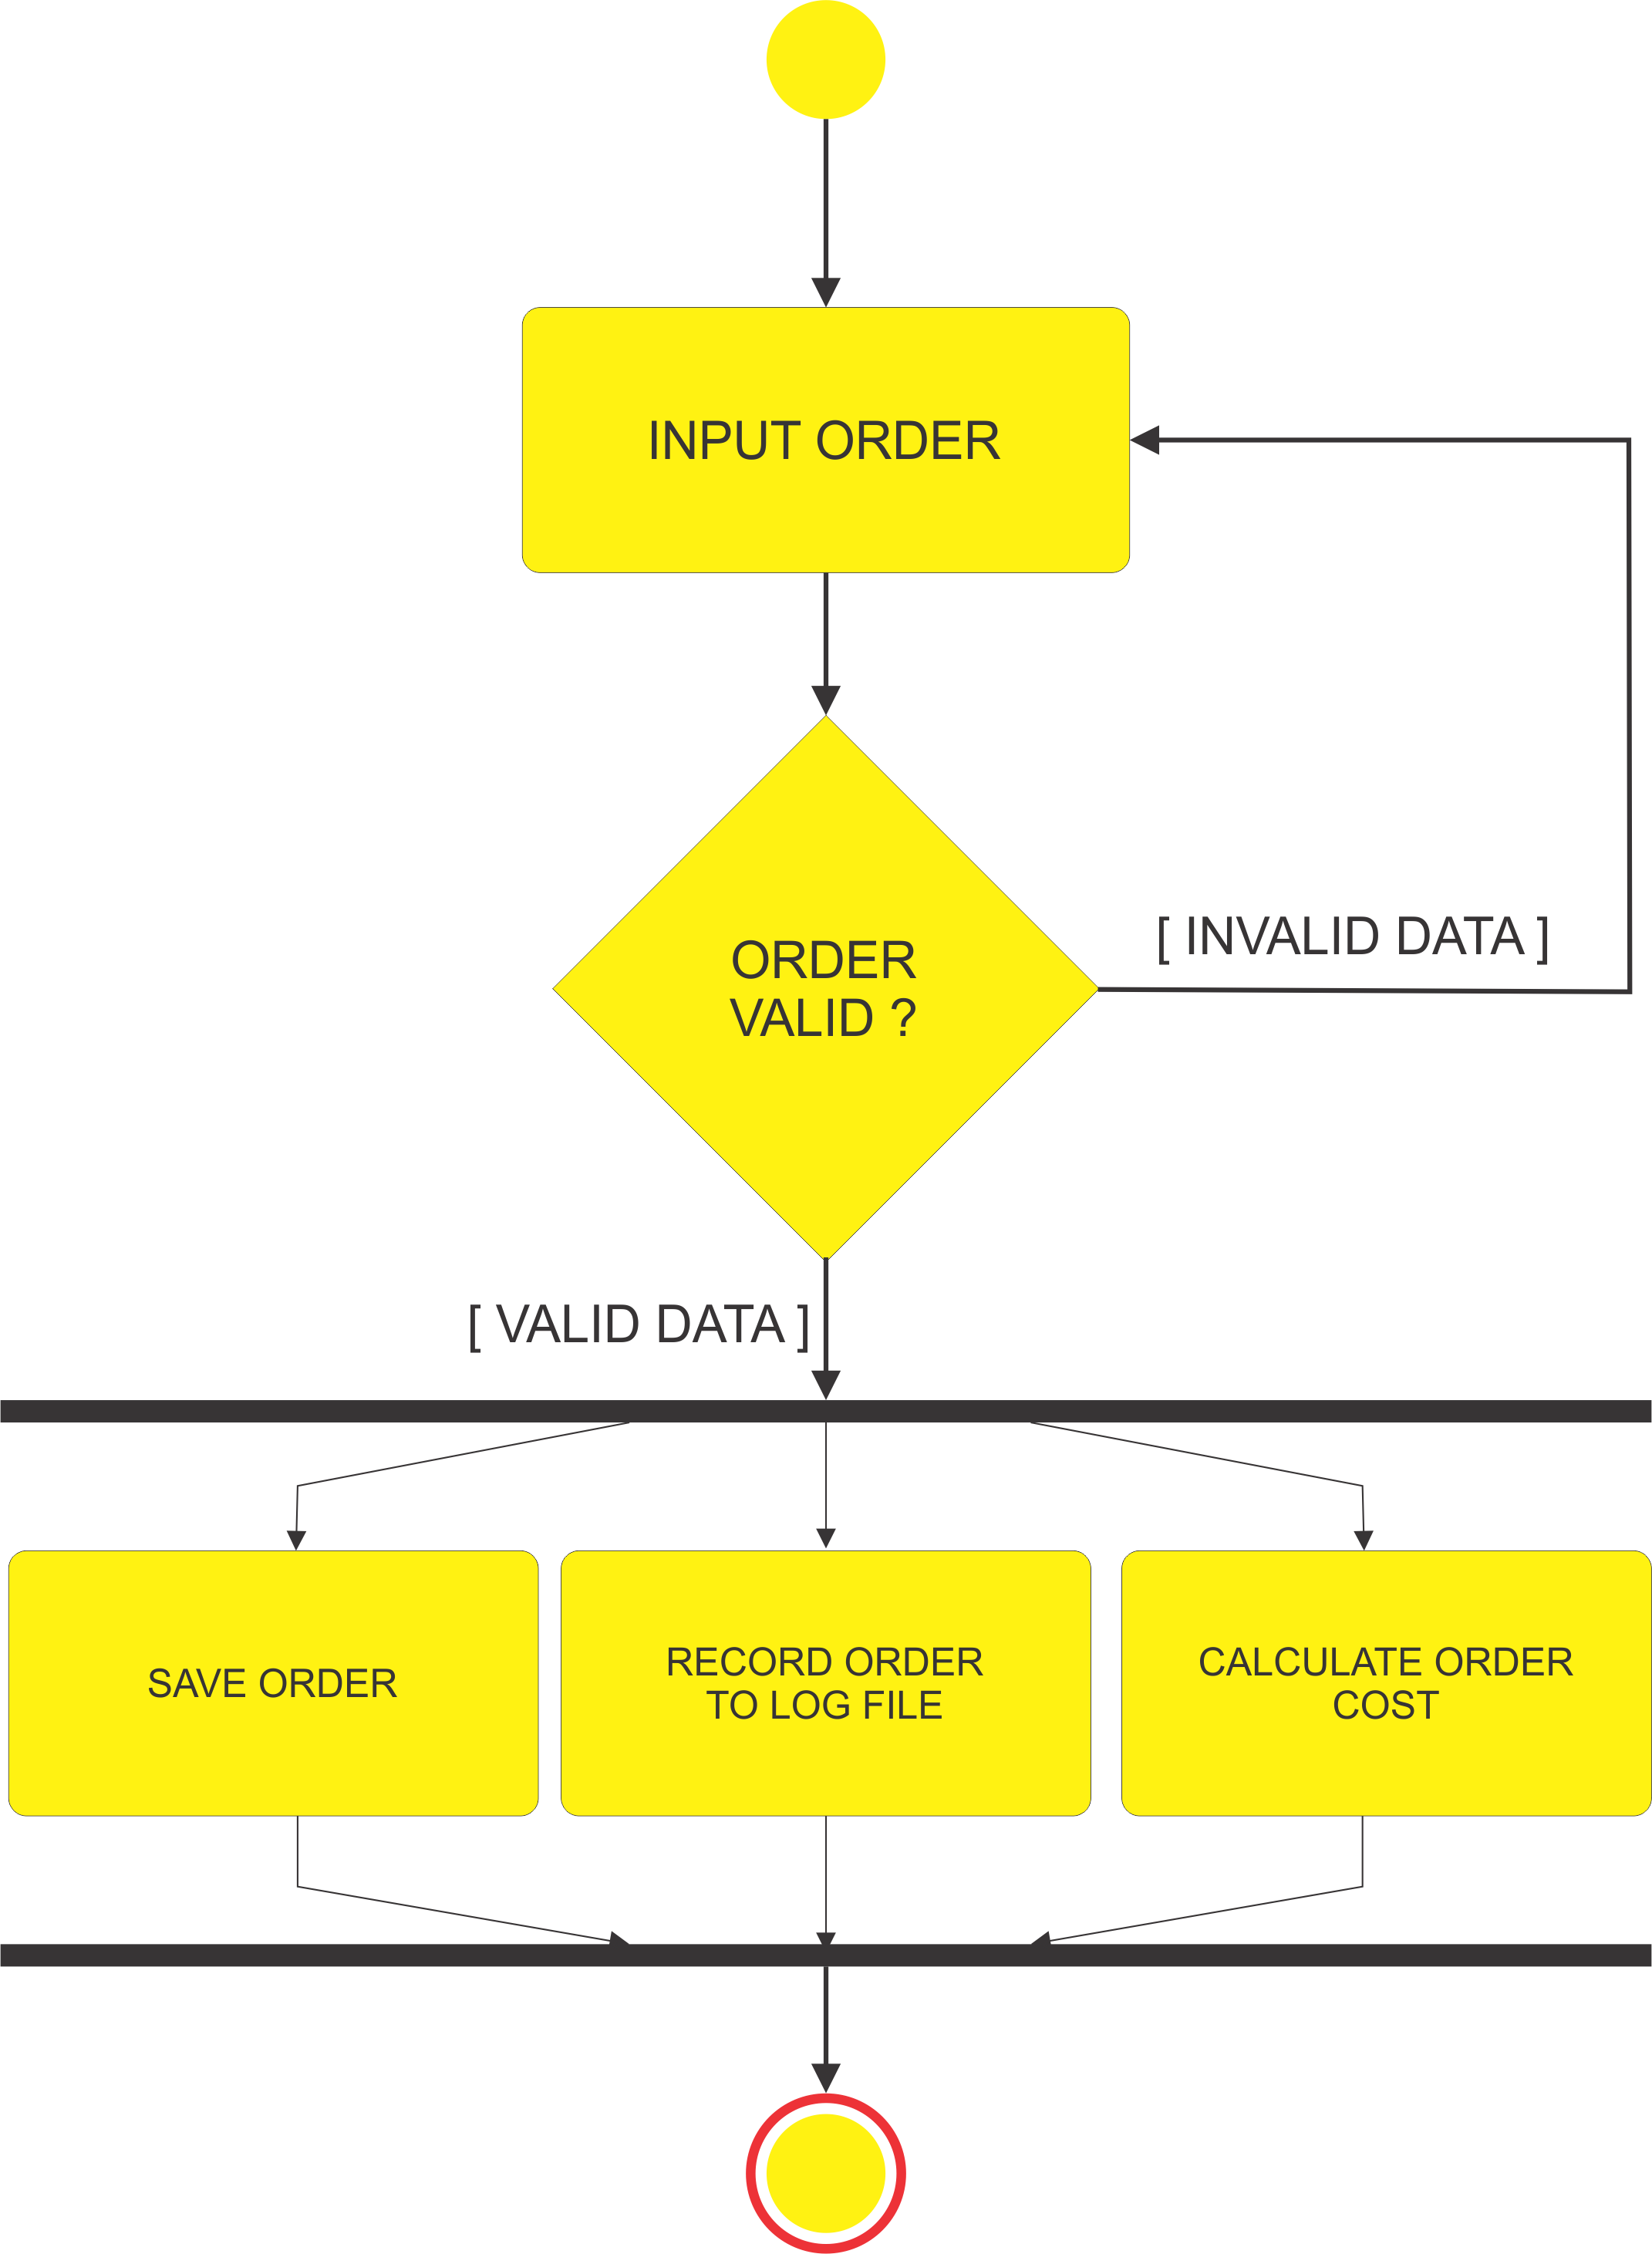 INPUT ORDER
ORDER
VALID ?
[ INVALID DATA ]
[ VALID DATA ]
SAVE ORDER
RECORD ORDER
TO LOG FILE
CALCULATE ORDER
COST